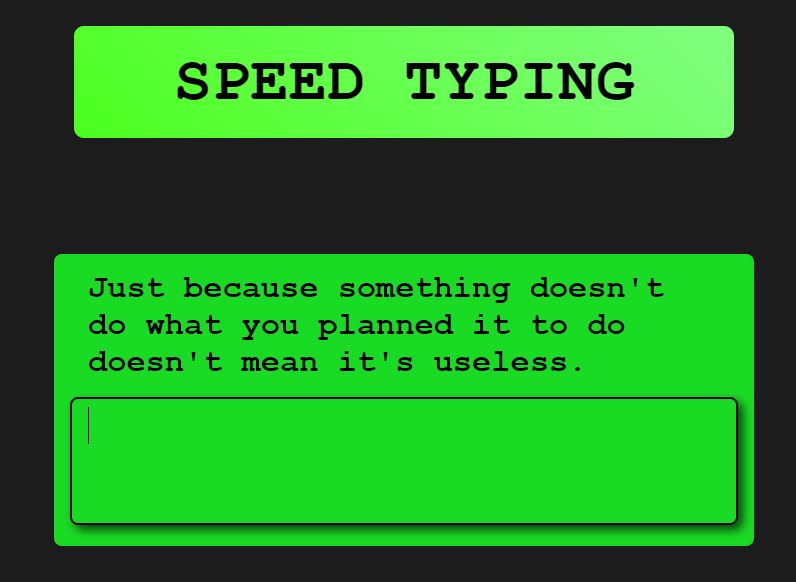 SPEED TYPING
Just because something doesn't
do what you planned it to do
doesn't mean it's useless.